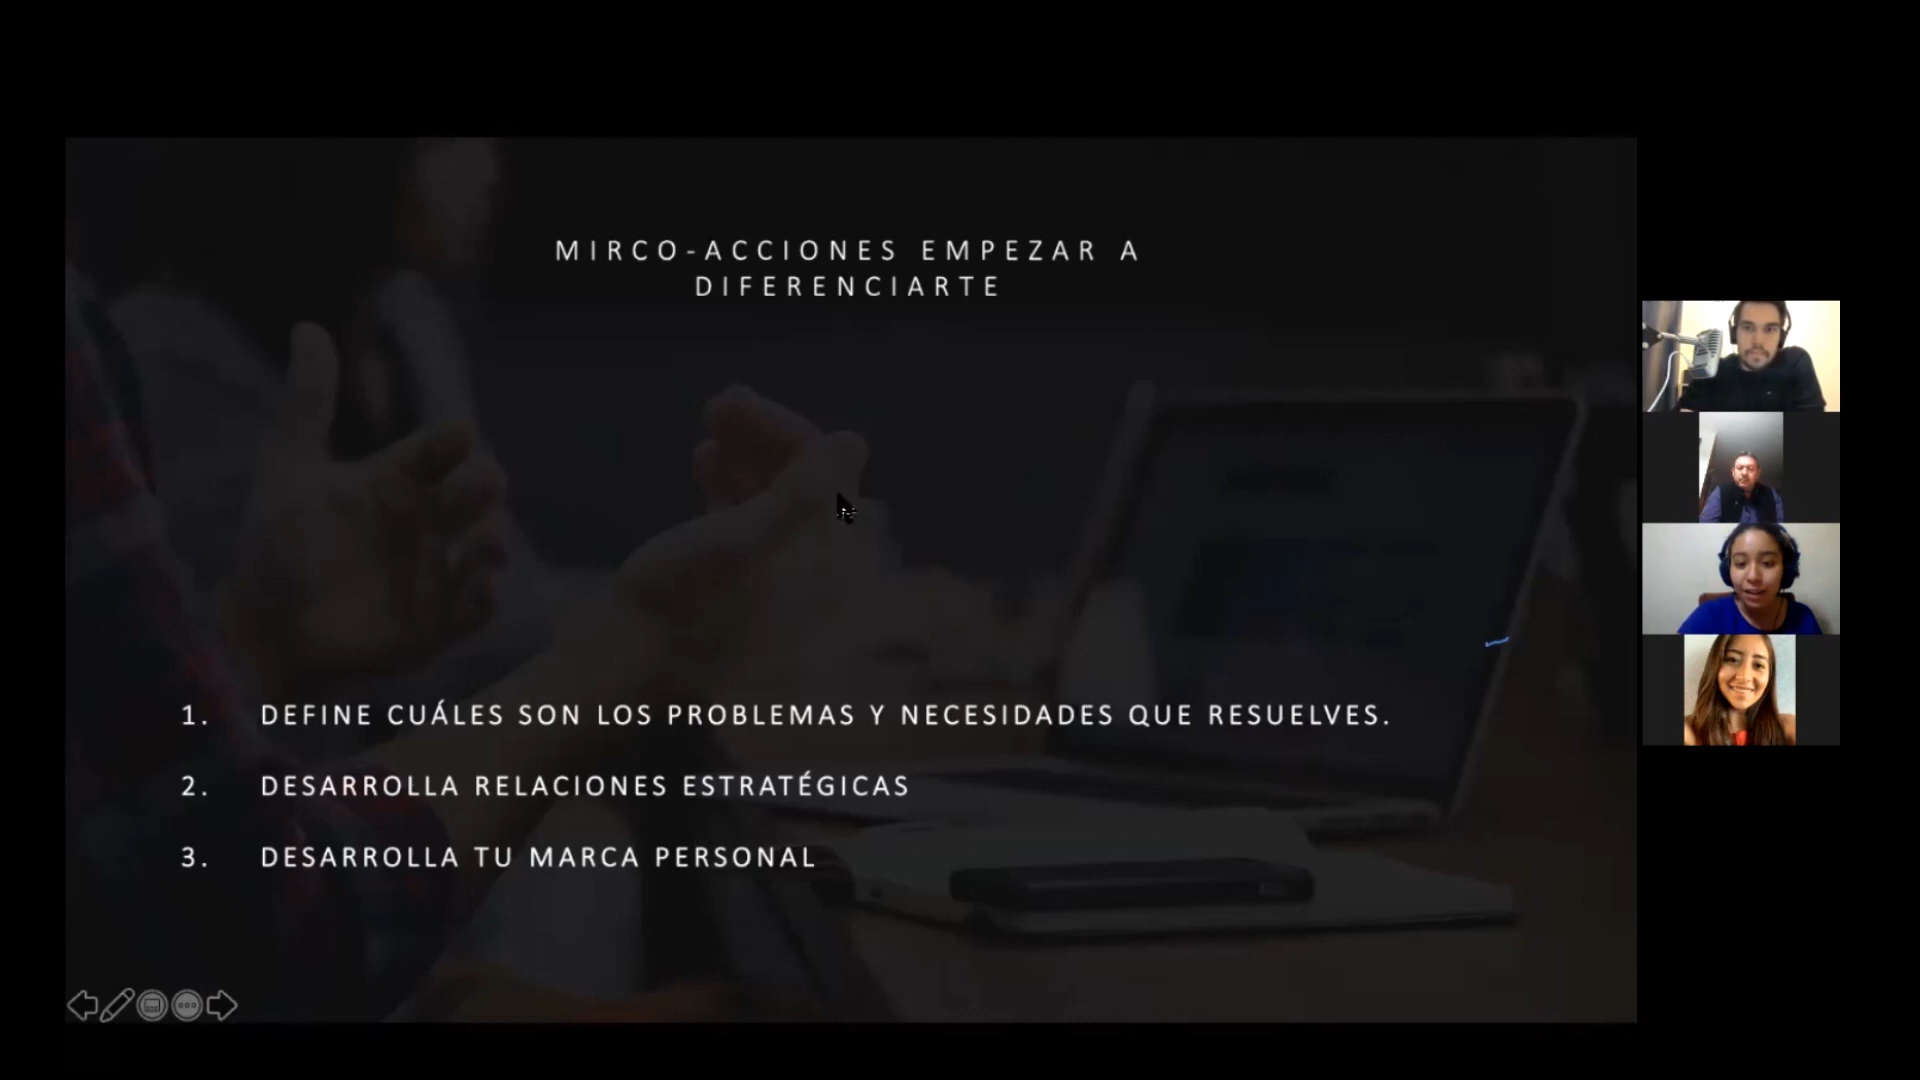 MIRCO-ACCIONES EMPEZAR A
DIFERENCIARTE
1. DEFINE CUÁLES SON LOS PROBLEMAS Y NECESIDADES QUE RESUELVES.
2. DESARROLLA RELACIONES ESTRATÉGICAS
3. DESARROLLA TU MARCA PERSONAL